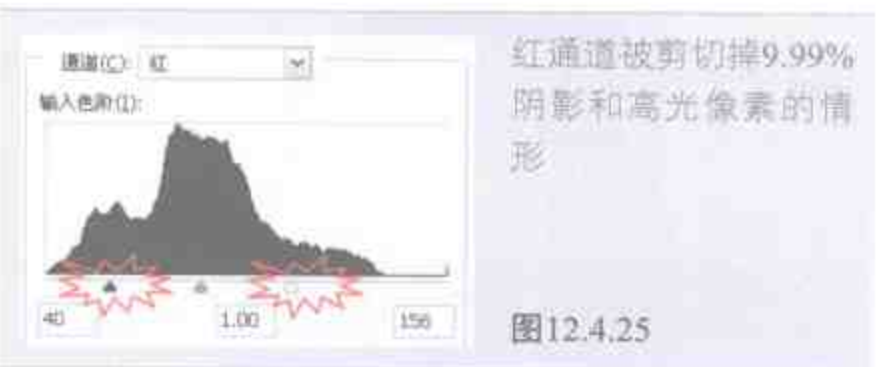 通道(C): 红
输入色阶(I):
40 1.00 156
红通道被剪切掉9.99%
阴影和高光像素的情
形
图12.4.25